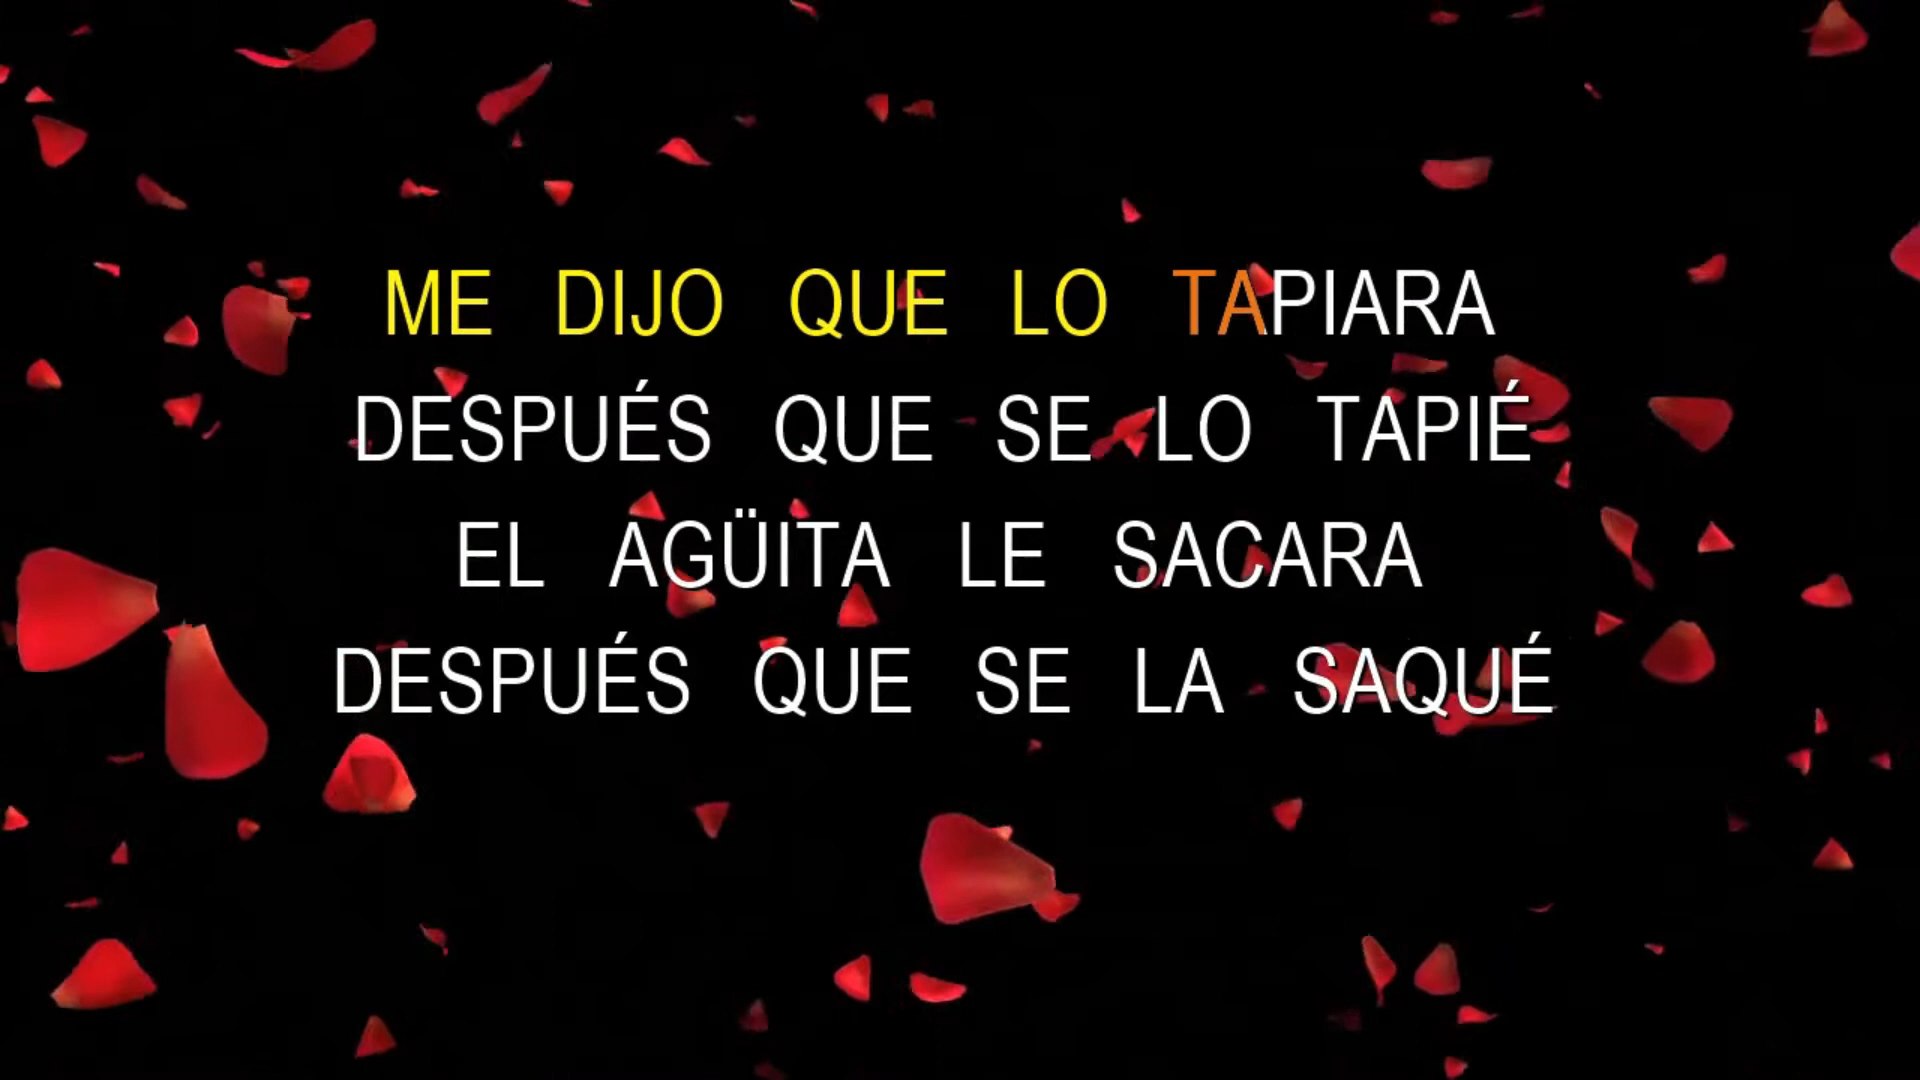 ME DIJO QUE LO TAPIARA
DESPUÉS QUE SE LO TAPIÉ
EL AGÜITA LE SACARA
DESPUÉS QUE SE LA SAQUÉ